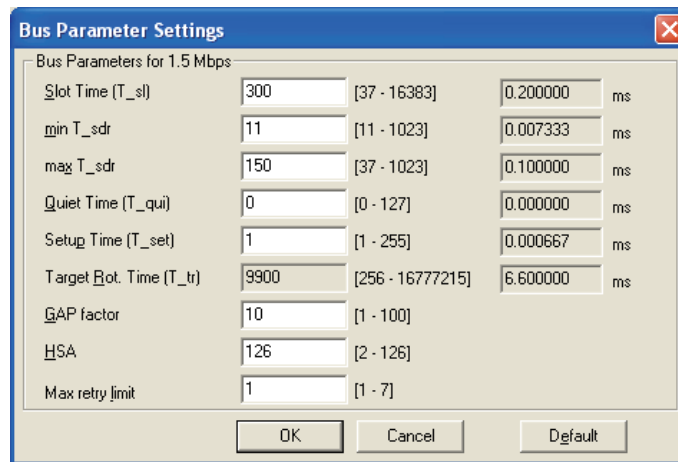 Bus Parameter Settings
Bus Parameters for 1.5 Mbps
Slot Time (T_sl) 300 [37 - 16383] 0.200000 ms
min T_sdr 11 [11 - 1023] 0.007333 ms
max T_sdr 150 [37 - 1023] 0.100000 ms
Quiet Time (T_qui) 0 [0 - 127] 0.000000 ms
Setup Time (T_set) 1 [1 - 255] 0.000667 ms
Target Rot. Time (T_tr) 9900 [256 - 16777215] 6.600000 ms
GAP factor 10 [1 - 100]
HSA 126 [2 - 126]
Max retry limit 1 [1 - 7]
OK Cancel Default